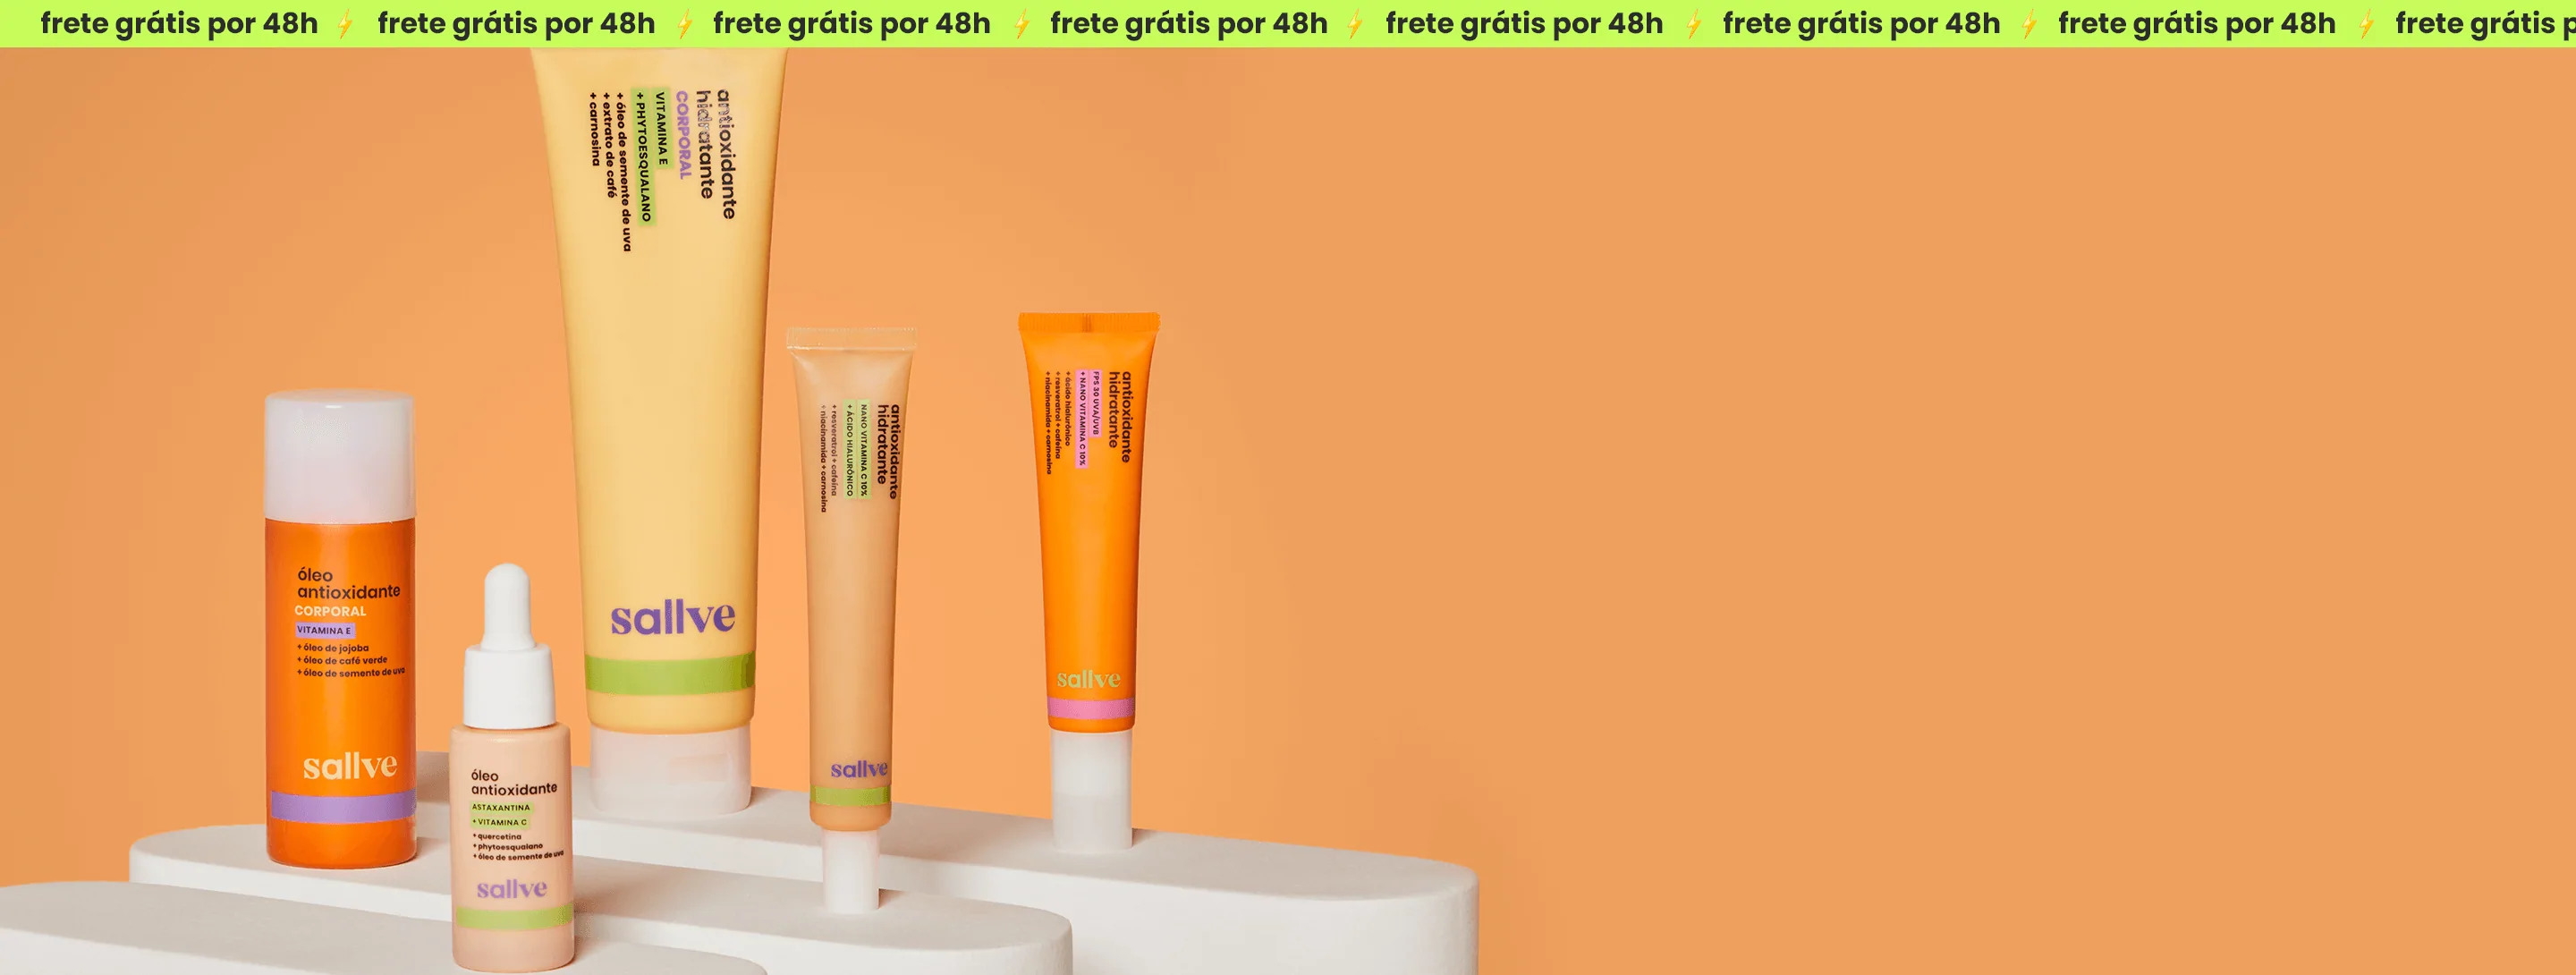 frete grátis por 48h ⚡ frete grátis por 48h ⚡ frete grátis por 48h ⚡ frete grátis por 48h ⚡ frete grátis por 48h ⚡ frete grátis por 48h ⚡ frete grátis por 48h ⚡ frete grátis p
óleo
antioxidante
CORPORAL
VITAMINA E
+ óleo de jojoba
+ óleo de café verde
+ óleo de semente de uva
sallve
óleo
antioxidante
ASTAXANTINA
+ VITAMINA C
+ quercetina
+ phytoesqualano
+ óleo de semente de uva
sallve
antioxidante
hidratante
CORPORAL
VITAMINA E
+ PHYTOESQUALANO
+ óleo de semente de uva
+ extrato de café
+ carnosina
sallve
antioxidante
hidratante
NANO VITAMINA C 10%
+ ÁCIDO HIALURÔNICO
+ resveratrol + cafeína
+ niacinamida + carnosina
sallve
antioxidante
hidratante
FPS 30 UVA/UVB
+ NANO VITAMINA C 10%
+ ácido hialurônico
+ resveratrol + cafeína
+ niacinamida + carnosina
sallve